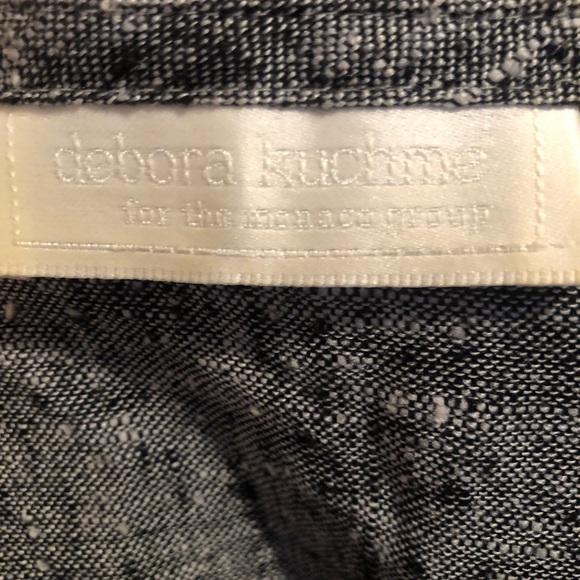 debora kuchme
for the monaco group